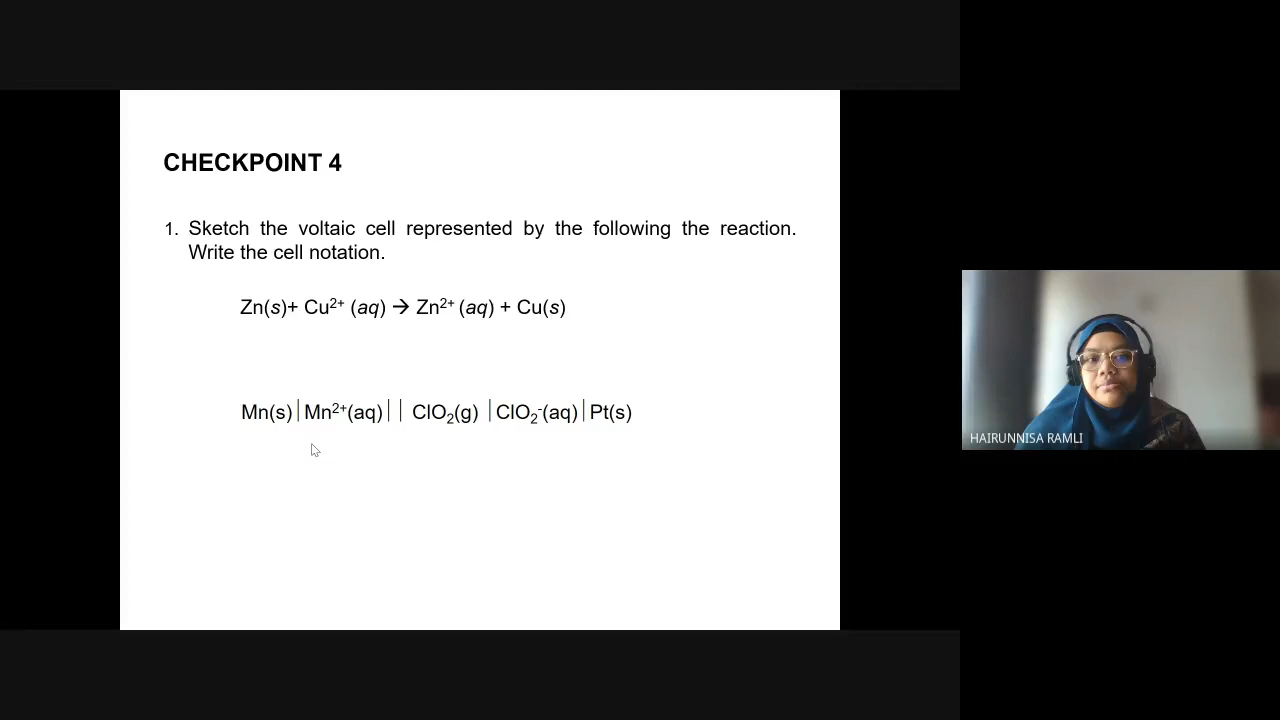 CHECKPOINT 4
1. Sketch the voltaic cell represented by the following the reaction.
Write the cell notation.
Zn(s)+ Cu²⁺ (aq) → Zn²⁺ (aq) + Cu(s)
Mn(s)│Mn²⁺(aq)││ ClO₂(g) │ClO₂⁻(aq)│Pt(s)
HAIRUNNISA RAMLI